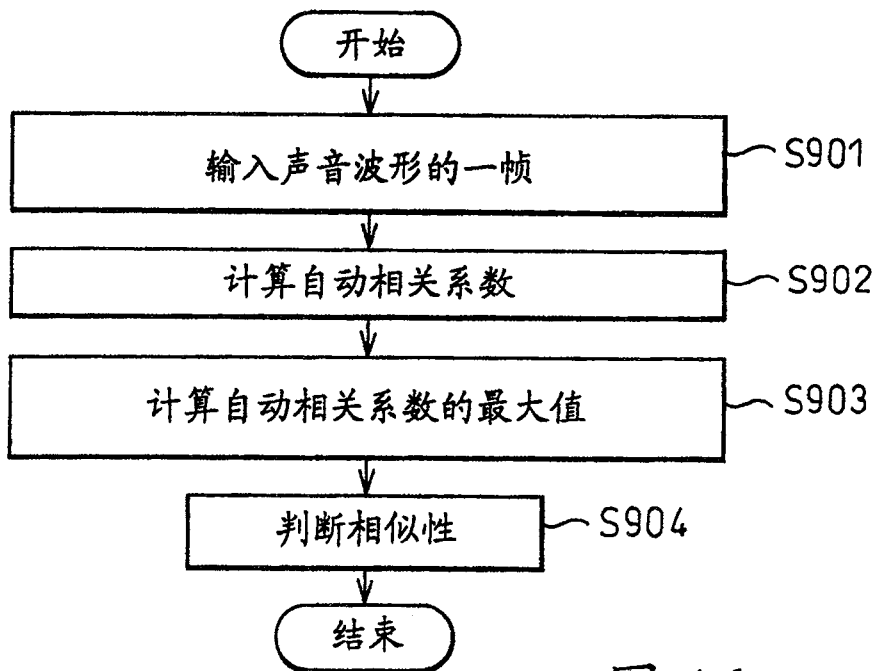 开始
输入声音波形的一帧 S901
计算自动相关系数 S902
计算自动相关系数的最大值 S903
判断相似性 S904
结束